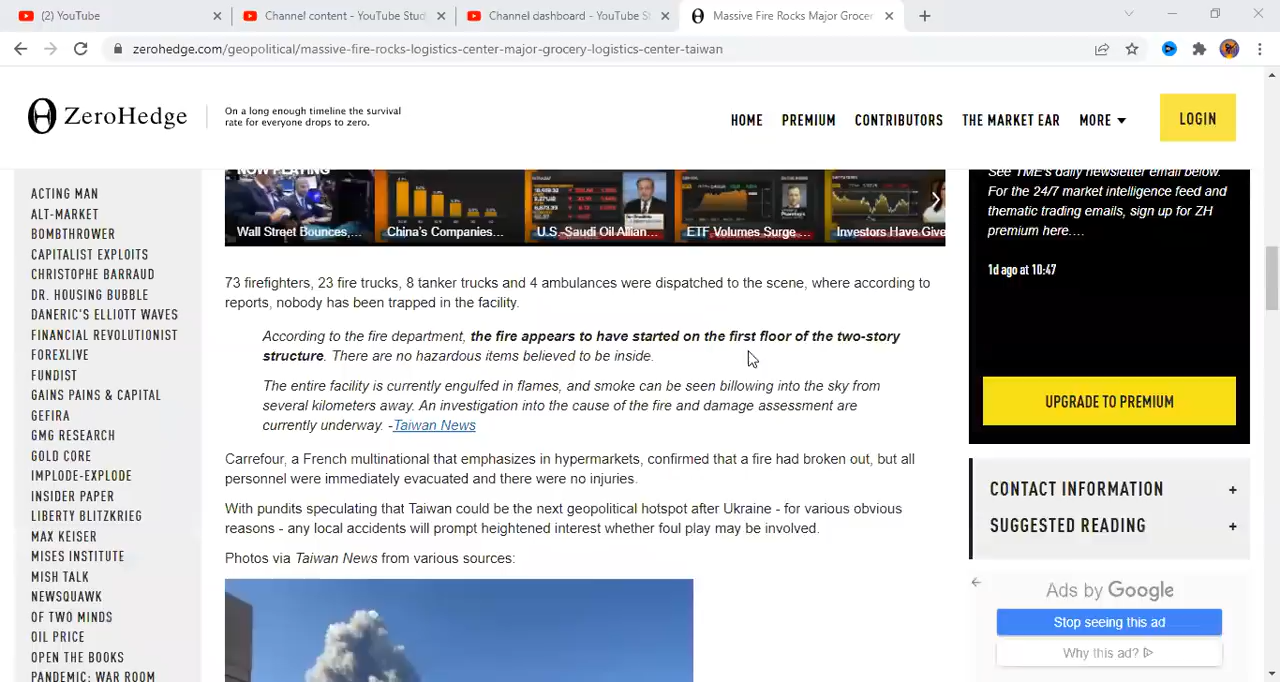 (2) YouTube
Channel content - YouTube Stud
Channel dashboard - YouTube S
Massive Fire Rocks Major Grocer
zerohedge.com/geopolitical/massive-fire-rocks-logistics-center-major-grocery-logistics-center-taiwan
ZeroHedge
On a long enough timeline the survival
rate for everyone drops to zero.
HOME PREMIUM CONTRIBUTORS THE MARKET EAR MORE
LOGIN
ACTING MAN
ALT-MARKET
BOMBTHROWER
CAPITALIST EXPLOITS
CHRISTOPHE BARRAUD
DR. HOUSING BUBBLE
DANERIC'S ELLIOTT WAVES
FINANCIAL REVOLUTIONIST
FOREXLIVE
FUNDIST
GAINS PAINS & CAPITAL
GEFIRA
GMG RESEARCH
GOLD CORE
IMPLODE-EXPLODE
INSIDER PAPER
LIBERTY BLITZKRIEG
MAX KEISER
MISES INSTITUTE
MISH TALK
NEWSQUAWK
OF TWO MINDS
OIL PRICE
OPEN THE BOOKS
PANDEMIC: WAR ROOM
NOW PLAYING
Wall Street Bounces,...
China's Companies...
U.S.-Saudi Oil Allian...
ETF Volumes Surge...
Investors Have Give
73 firefighters, 23 fire trucks, 8 tanker trucks and 4 ambulances were dispatched to the scene, where according to
reports, nobody has been trapped in the facility.
According to the fire department, the fire appears to have started on the first floor of the two-story
structure. There are no hazardous items believed to be inside.
The entire facility is currently engulfed in flames, and smoke can be seen billowing into the sky from
several kilometers away. An investigation into the cause of the fire and damage assessment are
currently underway. -Taiwan News
Carrefour, a French multinational that emphasizes in hypermarkets, confirmed that a fire had broken out, but all
personnel were immediately evacuated and there were no injuries.
With pundits speculating that Taiwan could be the next geopolitical hotspot after Ukraine - for various obvious
reasons - any local accidents will prompt heightened interest whether foul play may be involved.
Photos via Taiwan News from various sources:
See TME's daily newsletter email below.
For the 24/7 market intelligence feed and
thematic trading emails, sign up for ZH
premium here....
1d ago at 10:47
UPGRADE TO PREMIUM
CONTACT INFORMATION +
SUGGESTED READING +
Ads by Google
Stop seeing this ad
Why this ad?